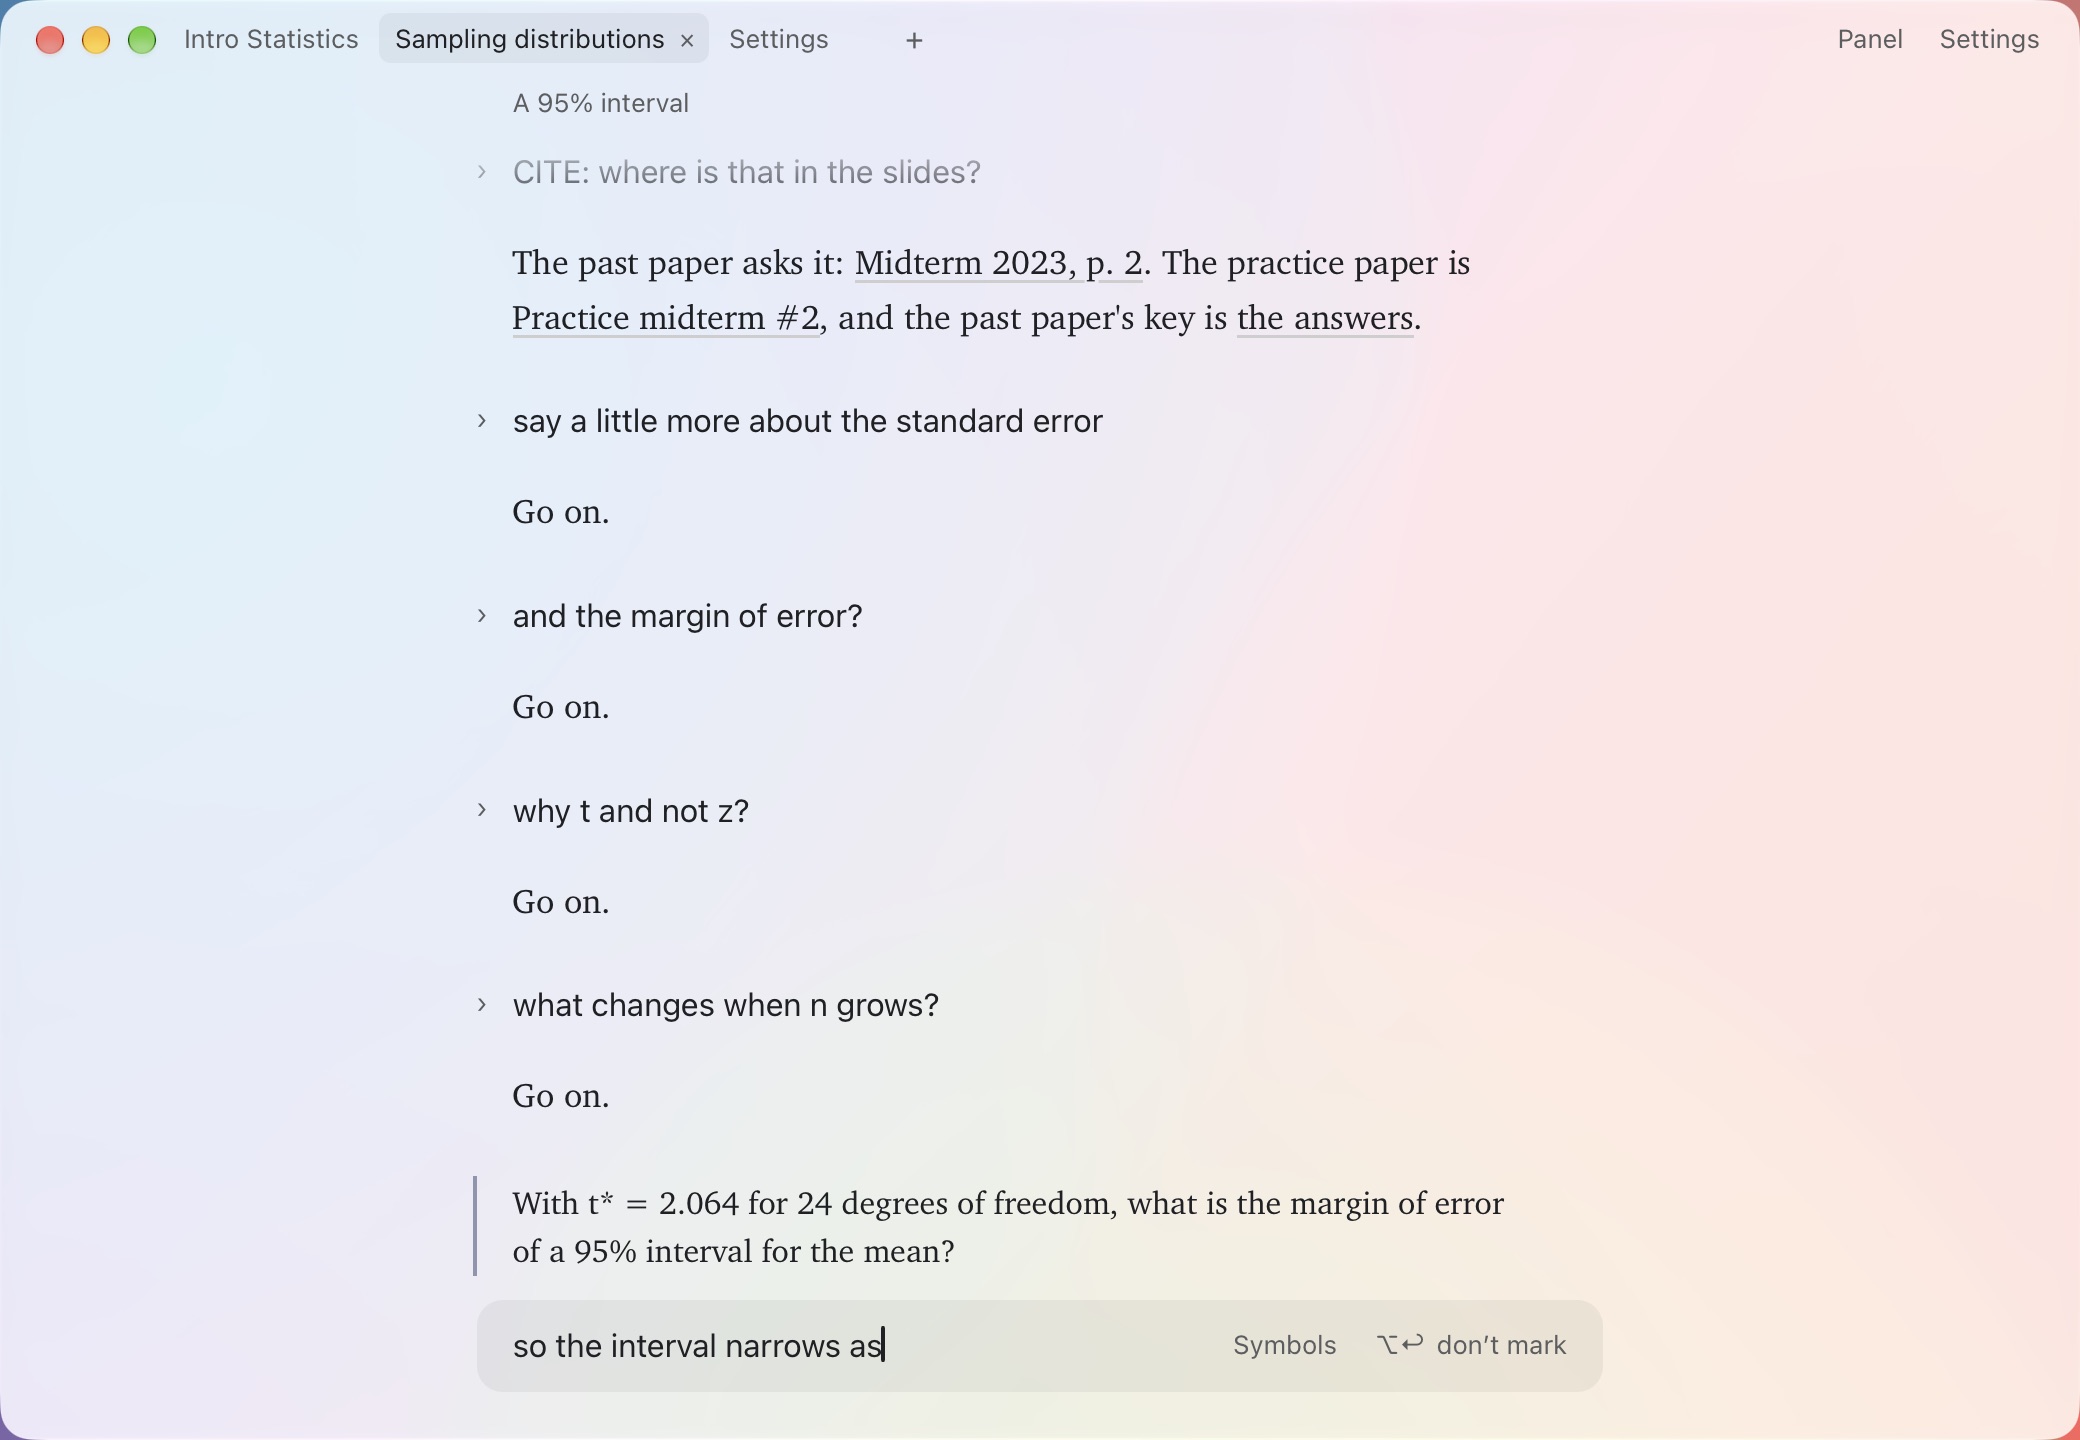 Intro Statistics Sampling distributions × Settings + Panel Settings
A 95% interval
› CITE: where is that in the slides?
The past paper asks it: Midterm 2023, p. 2. The practice paper is
Practice midterm #2, and the past paper's key is the answers.
› say a little more about the standard error
Go on.
› and the margin of error?
Go on.
› why t and not z?
Go on.
› what changes when n grows?
Go on.
With t* = 2.064 for 24 degrees of freedom, what is the margin of error
of a 95% interval for the mean?
so the interval narrows as Symbols ⌥↩ don’t mark